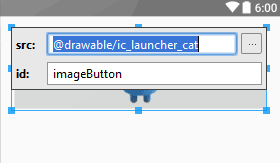 6:00
src: @drawable/ic_launcher_cat ...
id: imageButton